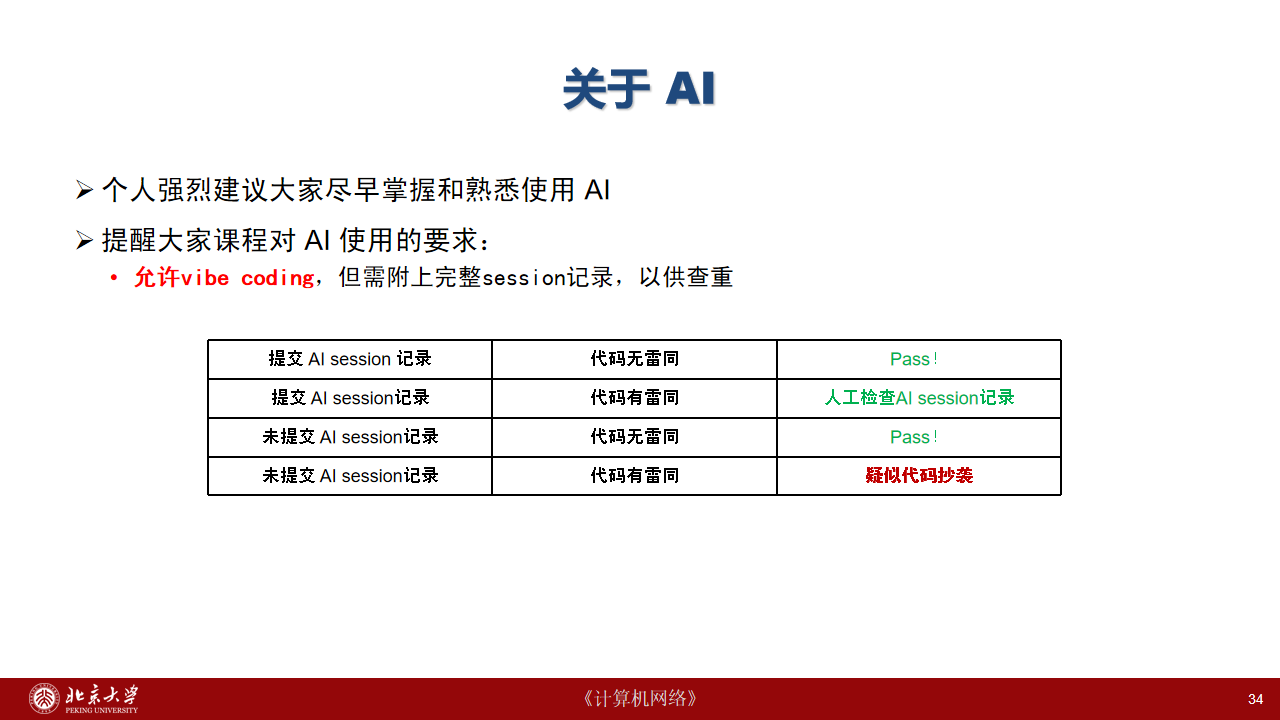 关于 AI
个人强烈建议大家尽早掌握和熟悉使用 AI
提醒大家课程对 AI 使用的要求：
允许vibe coding，但需附上完整session记录，以供查重
提交 AI session 记录 代码无雷同 Pass！
提交 AI session记录 代码有雷同 人工检查AI session记录
未提交 AI session记录 代码无雷同 Pass！
未提交 AI session记录 代码有雷同 疑似代码抄袭
北京大学
PEKING UNIVERSITY
《计算机网络》
34